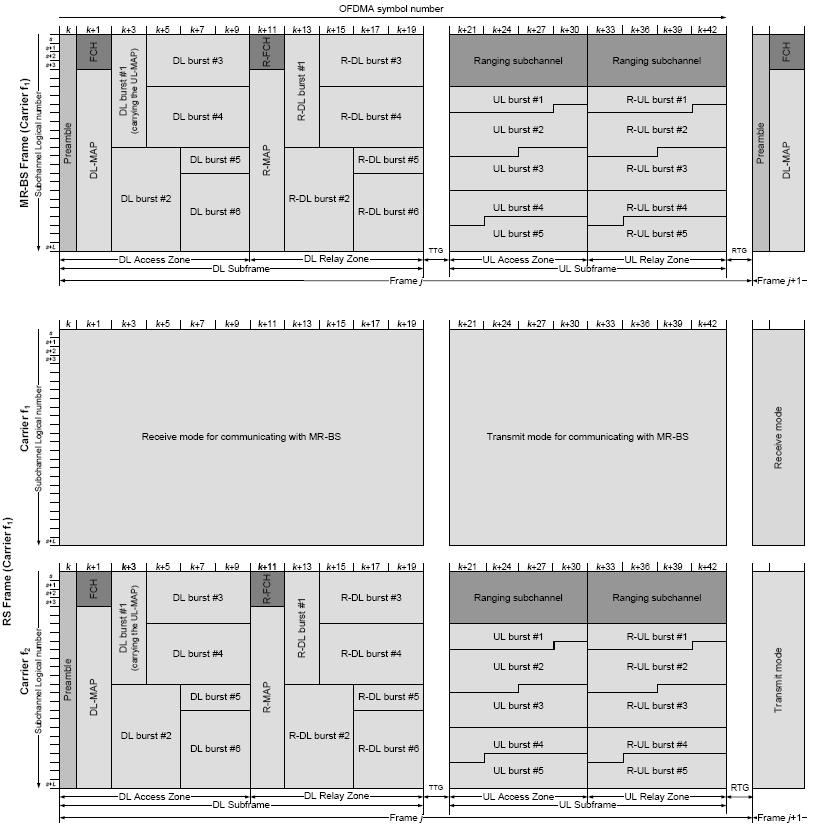 OFDMA symbol number
k k+1 k+3 k+5 k+7 k+9 k+11 k+13 k+15 k+17 k+19 k+21 k+24 k+27 k+30 k+33 k+36 k+39 k+42
MR-BS Frame (Carrier f1)
Subchannel Logical number
s
s+1
s+2
s+3
s+L
Preamble
FCH
DL-MAP
DL burst #1
(carrying the UL-MAP)
DL burst #3
DL burst #4
DL burst #5
DL burst #2
DL burst #6
R-FCH
R-MAP
R-DL burst #1
R-DL burst #3
R-DL burst #4
R-DL burst #5
R-DL burst #2
R-DL burst #6
Ranging subchannel
UL burst #1
UL burst #2
UL burst #3
UL burst #4
UL burst #5
Ranging subchannel
R-UL burst #1
R-UL burst #2
R-UL burst #3
R-UL burst #4
R-UL burst #5
Preamble
FCH
DL-MAP
DL Access Zone
DL Relay Zone
TTG
UL Access Zone
UL Relay Zone
RTG
DL Subframe
UL Subframe
Frame j
Frame j+1
RS Frame (Carrier f1)
k k+1 k+3 k+5 k+7 k+9 k+11 k+13 k+15 k+17 k+19 k+21 k+24 k+27 k+30 k+33 k+36 k+39 k+42
Carrier f1
Subchannel Logical number
s
s+1
s+2
s+3
s+L
Receive mode for communicating with MR-BS
Transmit mode for communicating with MR-BS
Receive mode
k k+1 k+3 k+5 k+7 k+9 k+11 k+13 k+15 k+17 k+19 k+21 k+24 k+27 k+30 k+33 k+36 k+39 k+42
Carrier f2
Subchannel Logical number
s
s+1
s+2
s+3
s+L
Preamble
FCH
DL-MAP
DL burst #1
(carrying the UL-MAP)
DL burst #3
DL burst #4
DL burst #5
DL burst #2
DL burst #6
R-FCH
R-MAP
R-DL burst #1
R-DL burst #3
R-DL burst #4
R-DL burst #5
R-DL burst #2
R-DL burst #6
Ranging subchannel
UL burst #1
UL burst #2
UL burst #3
UL burst #4
UL burst #5
Ranging subchannel
R-UL burst #1
R-UL burst #2
R-UL burst #3
R-UL burst #4
R-UL burst #5
Transmit mode
DL Access Zone
DL Relay Zone
TTG
UL Access Zone
UL Relay Zone
RTG
DL Subframe
UL Subframe
Frame j
Frame j+1